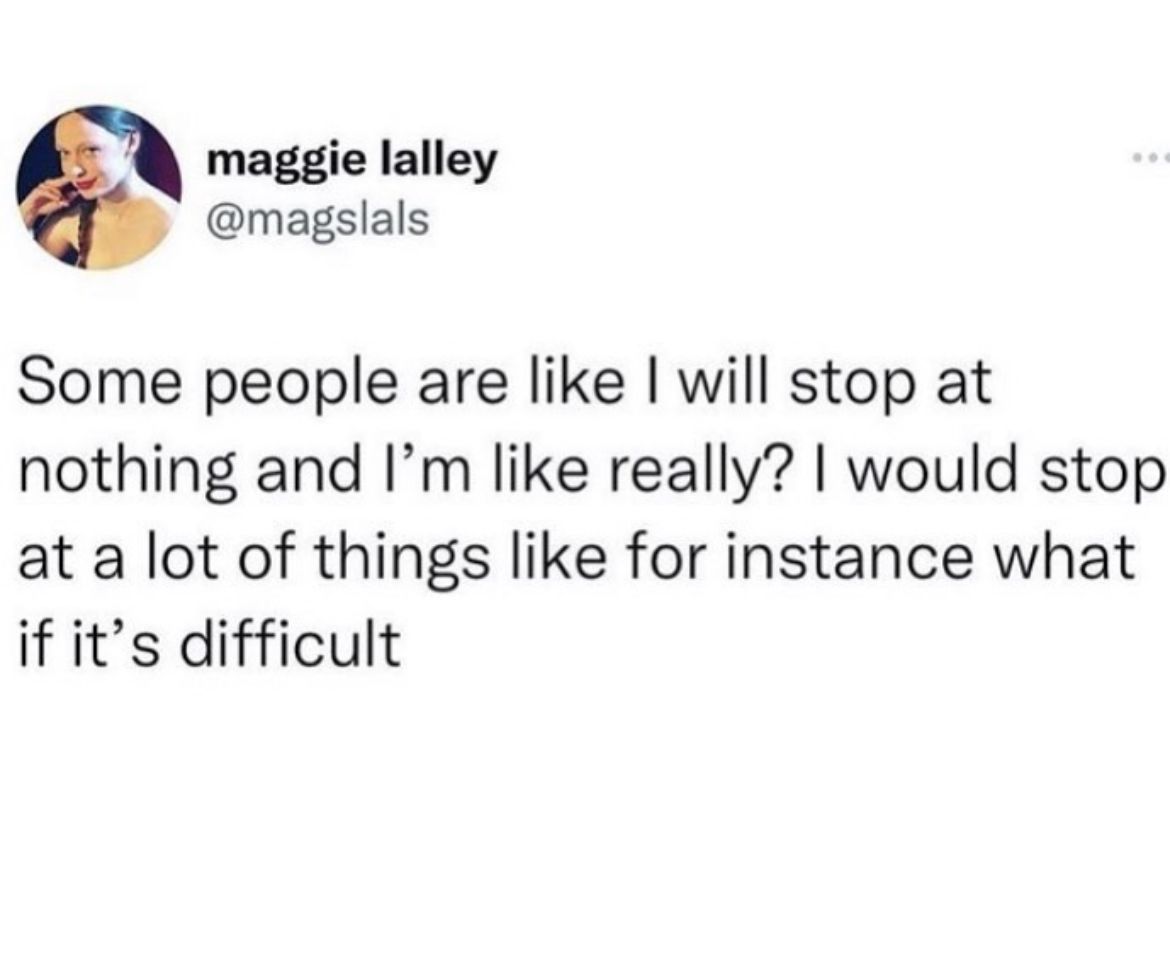 maggie lalley
@magslals
Some people are like I will stop at
nothing and I’m like really? I would stop
at a lot of things like for instance what
if it’s difficult